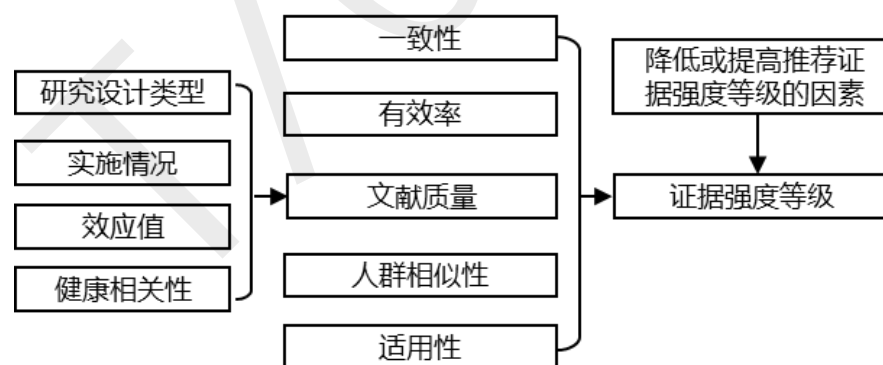 研究设计类型
实施情况
效应值
健康相关性
一致性
有效率
文献质量
人群相似性
适用性
降低或提高推荐证
据强度等级的因素
证据强度等级